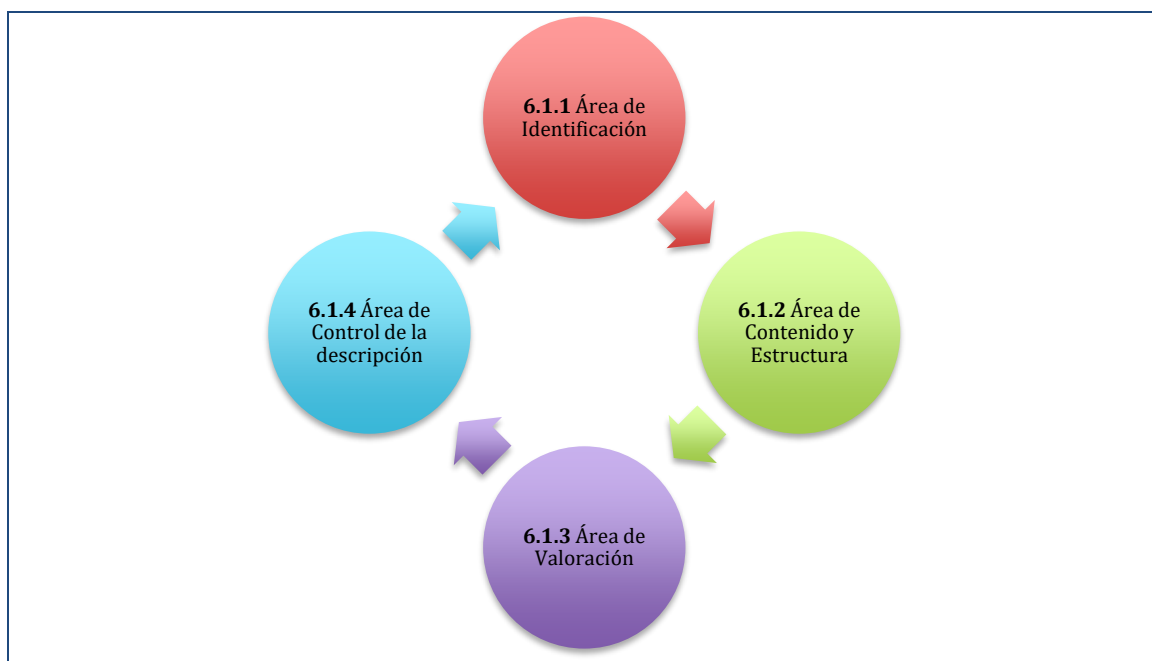 6.1.1 Área de
Identificación
6.1.2 Área de
Contenido y
Estructura
6.1.3 Área de
Valoración
6.1.4 Área de
Control de la
descripción